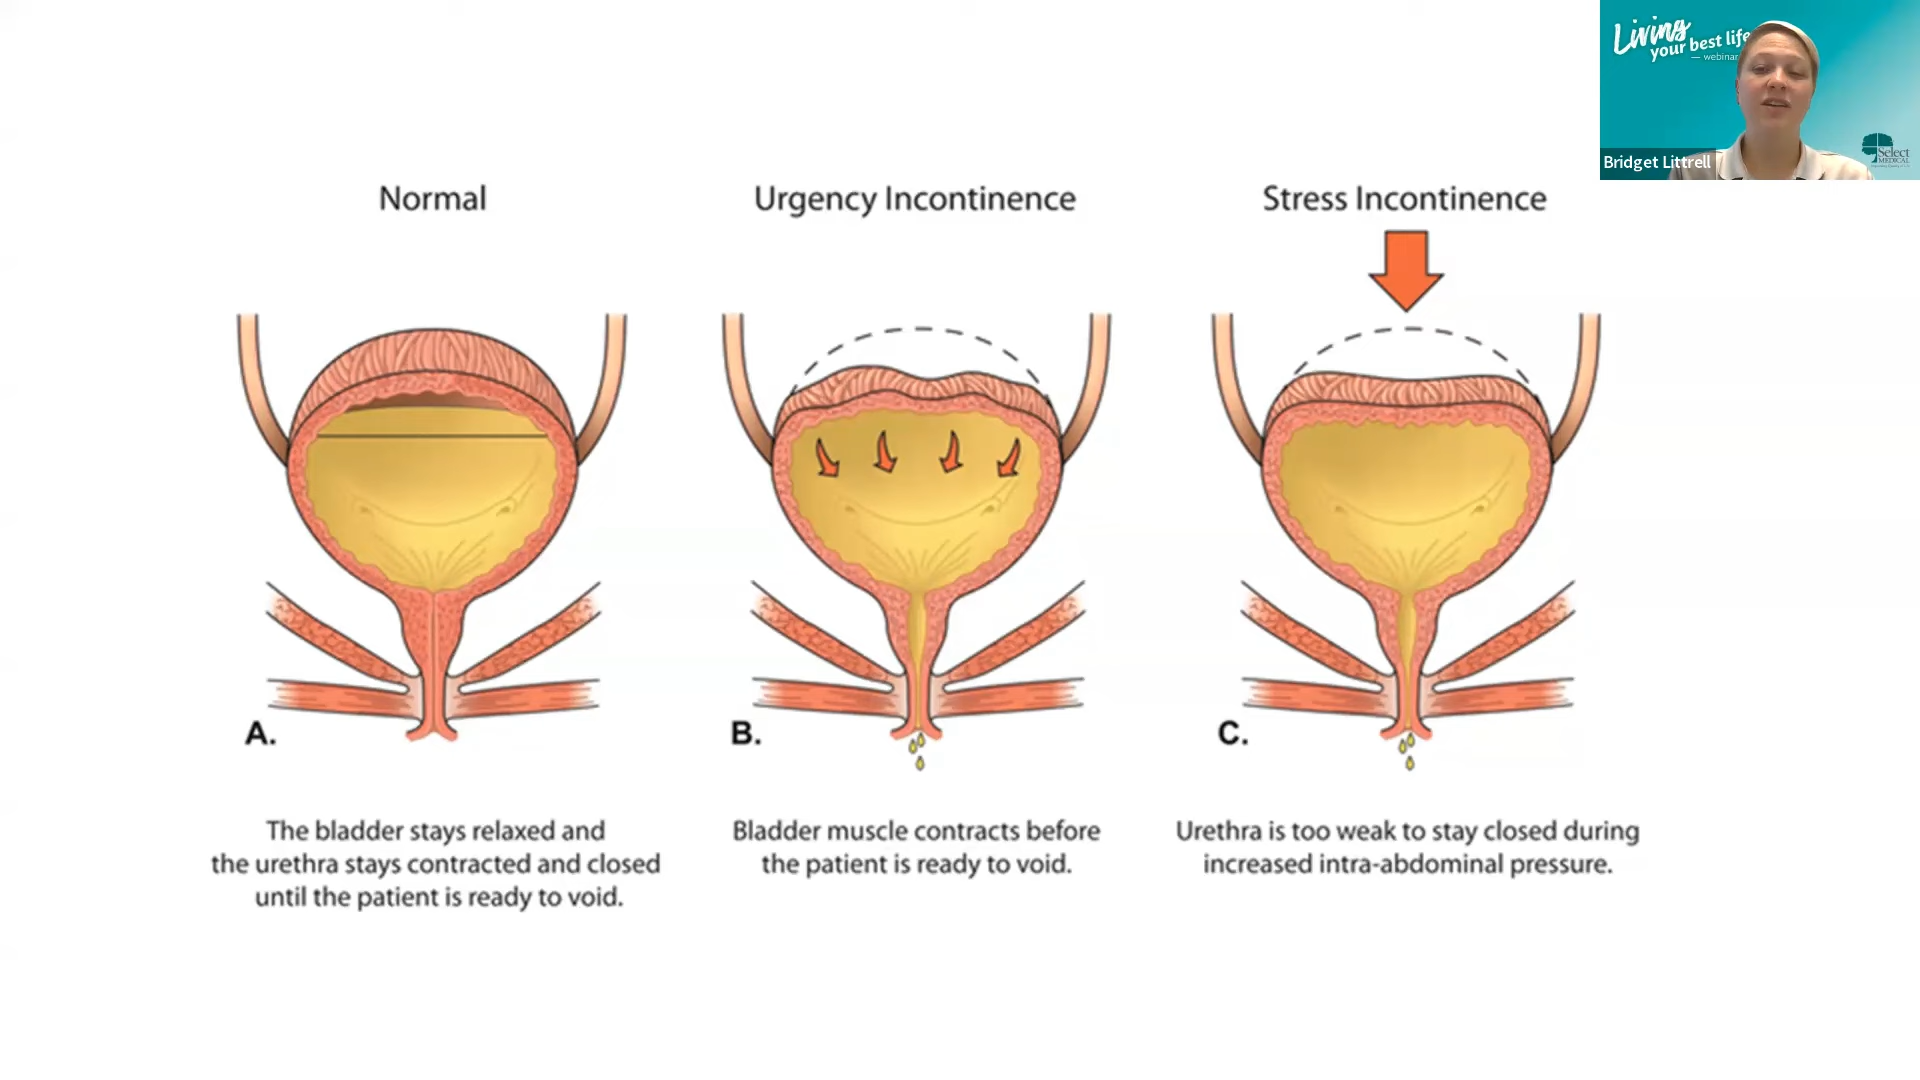 Living
your best life
— webinar
Select
MEDICAL
Bridget Littrell
Normal
Urgency Incontinence
Stress Incontinence
A.
B.
C.
The bladder stays relaxed and
the urethra stays contracted and closed
until the patient is ready to void.
Bladder muscle contracts before
the patient is ready to void.
Urethra is too weak to stay closed during
increased intra-abdominal pressure.